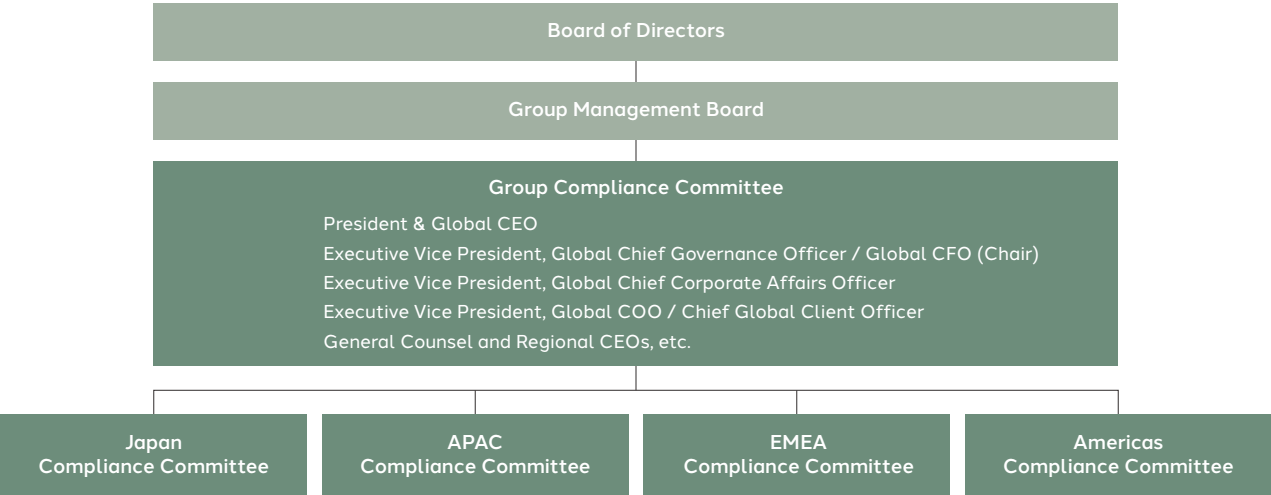 Board of Directors
Group Management Board
Group Compliance Committee
President & Global CEO
Executive Vice President, Global Chief Governance Officer / Global CFO (Chair)
Executive Vice President, Global Chief Corporate Affairs Officer
Executive Vice President, Global COO / Chief Global Client Officer
General Counsel and Regional CEOs, etc.
Japan
Compliance Committee
APAC
Compliance Committee
EMEA
Compliance Committee
Americas
Compliance Committee